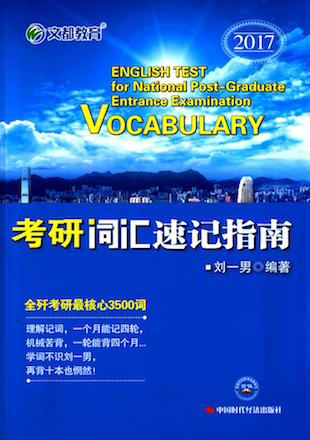 文都教育
2017
ENGLISH TEST
for National Post-Graduate
Entrance Examination
VOCABULARY
考研词汇速记指南
刘一男◎编著
全歼考研最核心3500词
理解记词，一个月能记四轮，
机械苦背，一轮能背四个月...
学词不识刘一男，
再背十本也惘然！
中国时代经济出版社